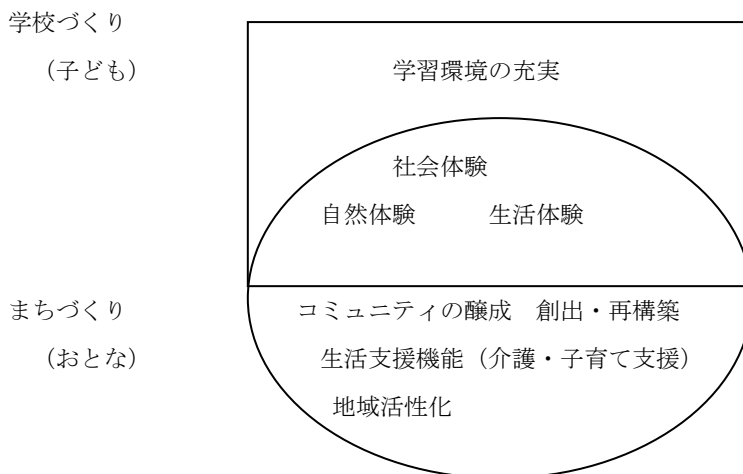 学校づくり
（子ども）　学習環境の充実
社会体験
自然体験　生活体験
まちづくり　コミュニティの醸成　創出・再構築
（おとな）　生活支援機能（介護・子育て支援）
地域活性化